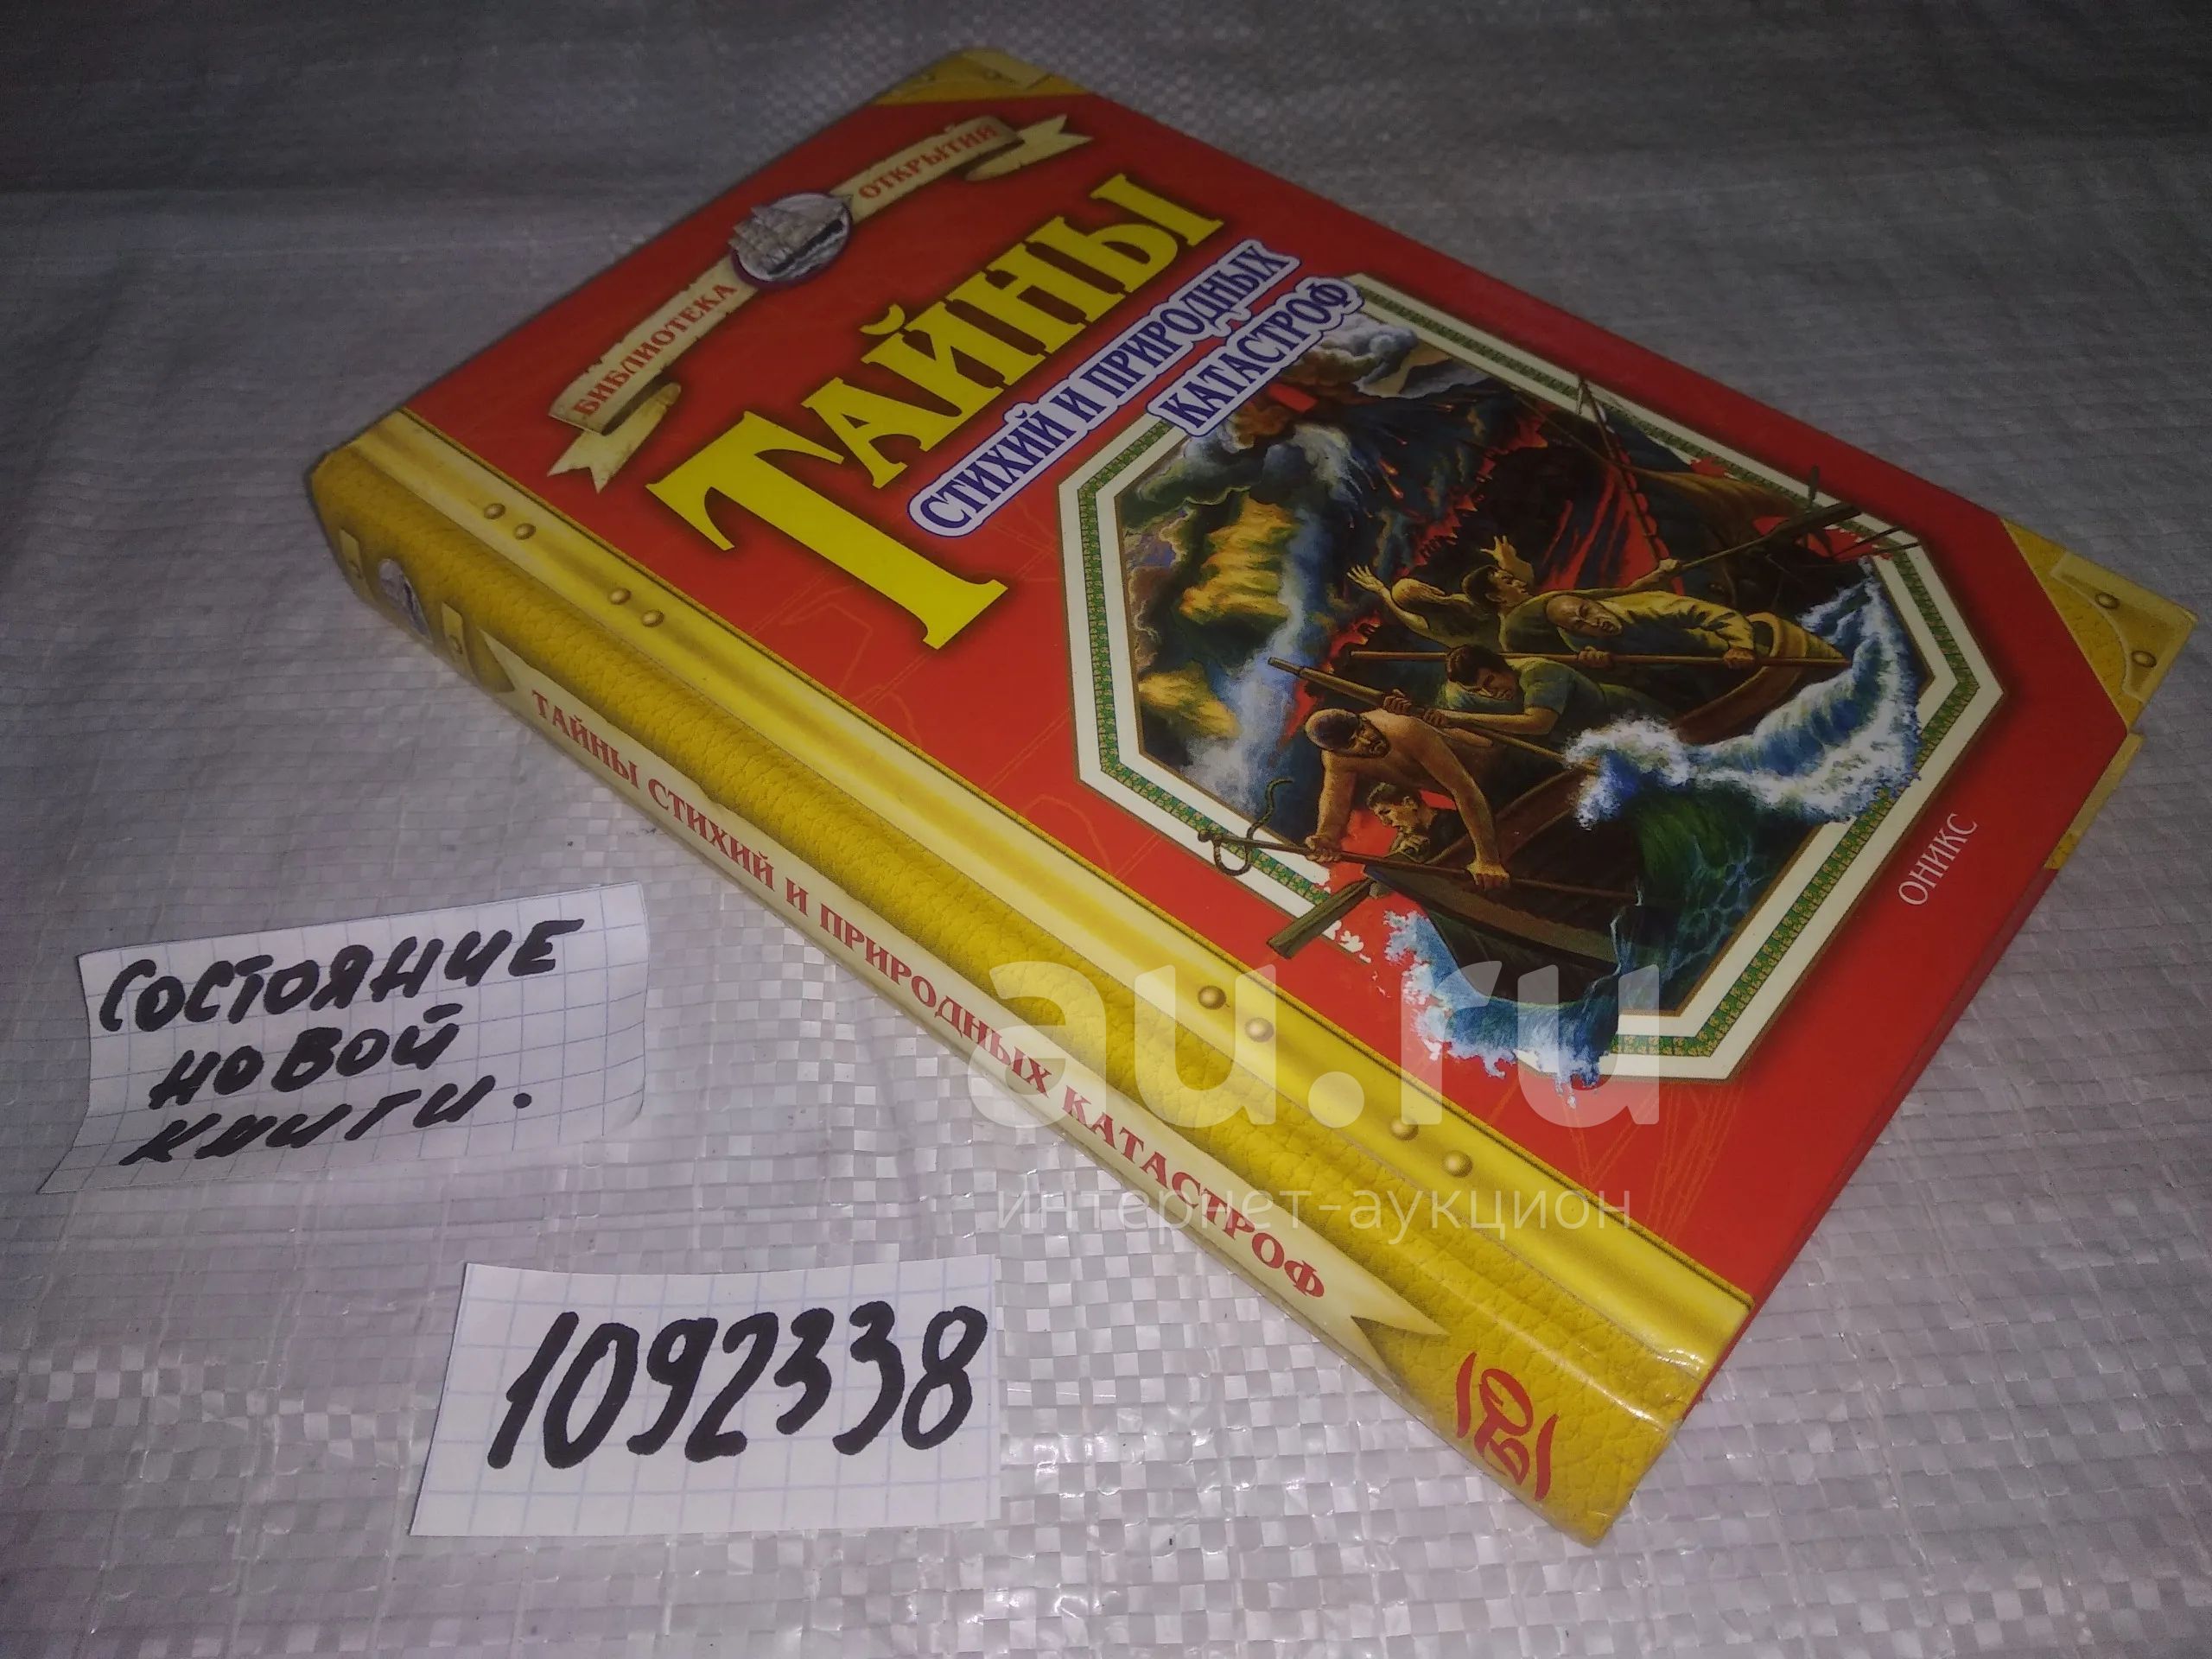 БИБЛИОТЕКА ОТКРЫТИЙ
ТАЙНЫ
СТИХИЙ И ПРИРОДНЫХ
КАТАСТРОФ
ОНИКС
ТАЙНЫ СТИХИЙ И ПРИРОДНЫХ КАТАСТРОФ
СОСТОЯНИЕ
НОВОЙ
КНИГИ.
1092338
au.ru
интернет-аукцион